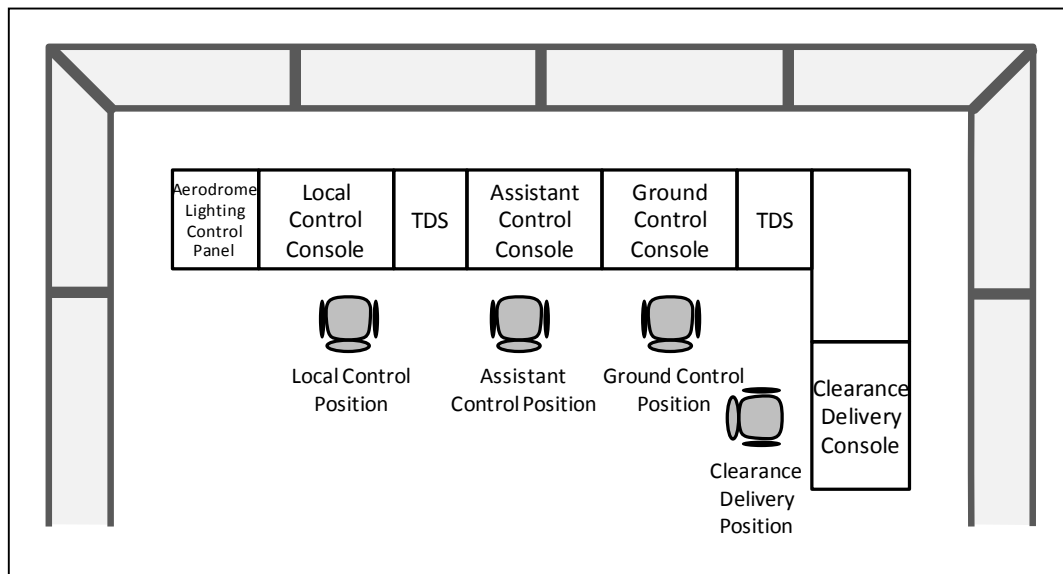 Aerodrome
Lighting
Control
Panel
Local
Control
Console
TDS
Assistant
Control
Console
Ground
Control
Console
TDS
Local Control
Position
Assistant
Control Position
Ground Control
Position
Clearance
Delivery
Console
Clearance
Delivery
Position